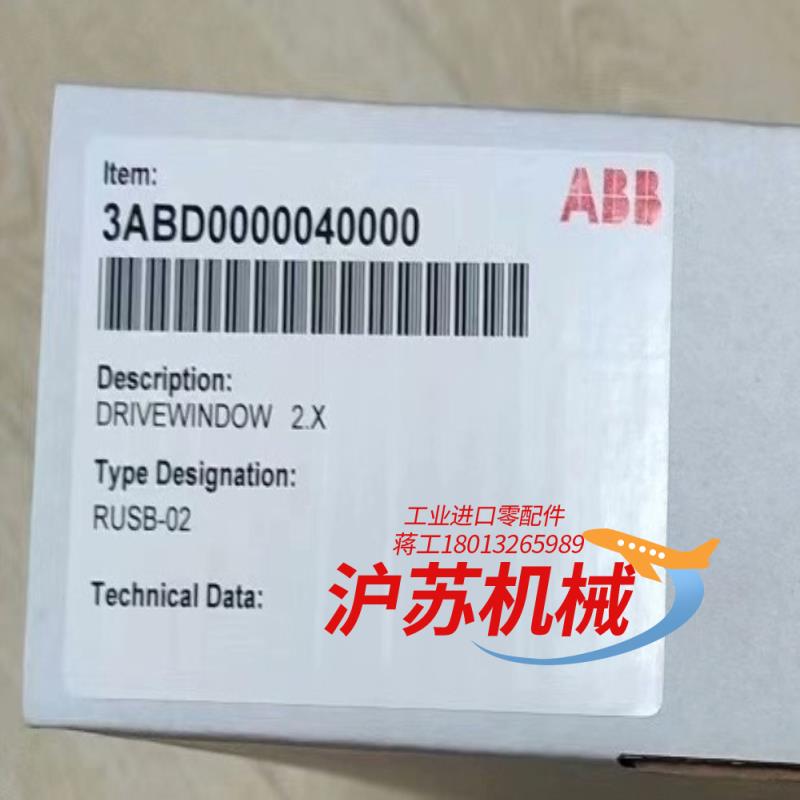 Item:
ABB
3ABD0000040000
Description:
DRIVEWINDOW 2.X
Type Designation:
RUSB-02
Technical Data:
工业进口零配件
蒋工18013265989
沪苏机械